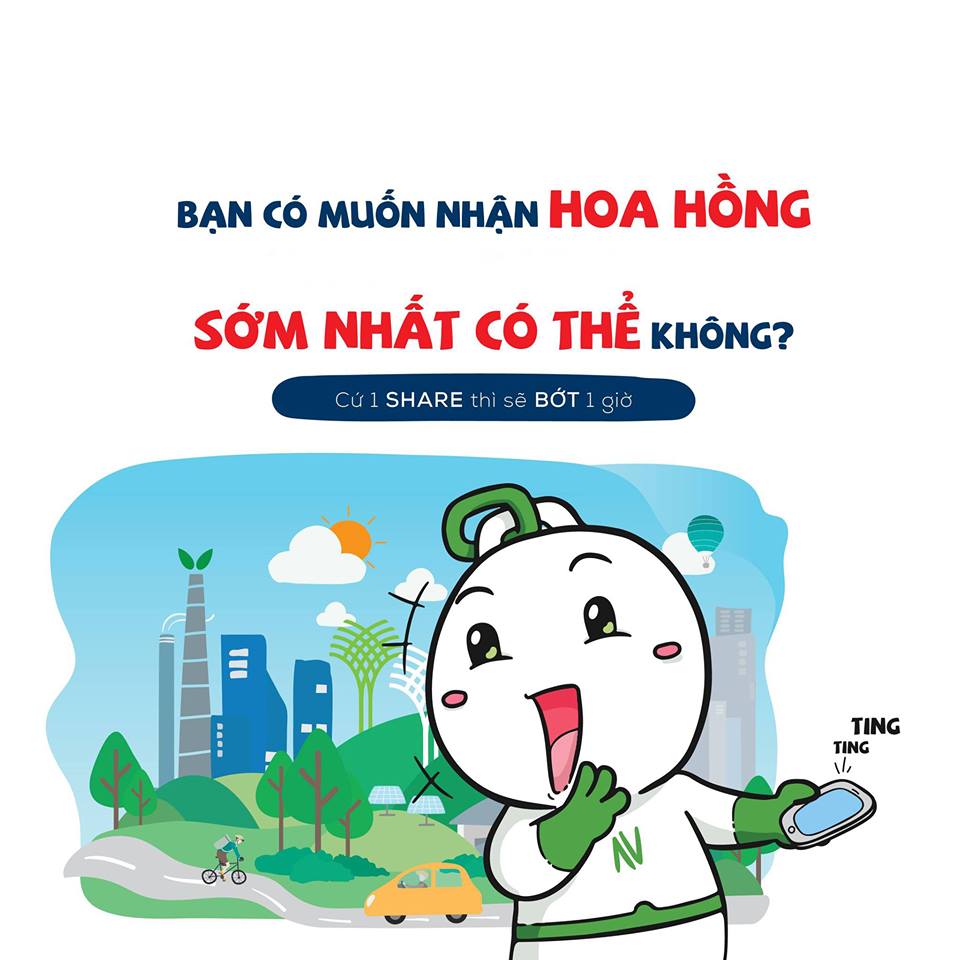 BẠN CÓ MUỐN NHẬN HOA HỒNG
SỚM NHẤT CÓ THỂ KHÔNG?
Cứ 1 SHARE thì sẽ BỚT 1 giờ
TING
TING
AV